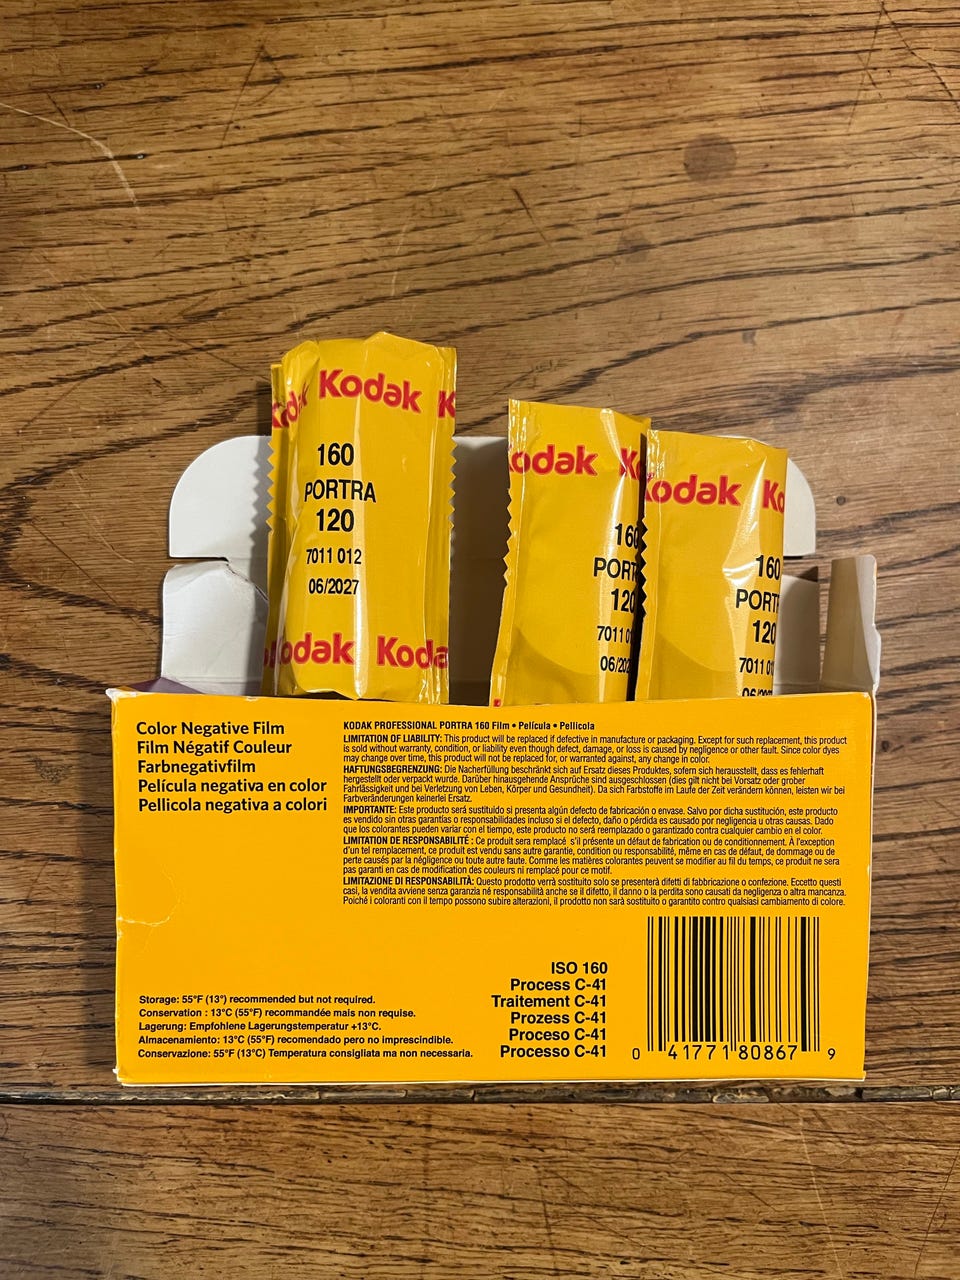 Kodak Kodak K
160
PORTRA
120
7011 012
06/2027
Kodak Kodak
Kodak
160
PORTRA
120
7011 01
06/202
Kodak Ko
160
PORT
120
7011 01
Color Negative Film
Film Négatif Couleur
Farbnegativfilm
Película negativa en color
Pellicola negativa a colori
KODAK PROFESSIONAL PORTRA 160 Film • Película • Pellicola
LIMITATION OF LIABILITY: This product will be replaced if defective in manufacture or packaging. Except for such replacement, this product
is sold without warranty, condition, or liability even though defect, damage, or loss is caused by negligence or other fault. Since color dyes
may change over time, this product will not be replaced for, or warranted against, any change in color.
HAFTUNGSBEGRENZUNG: Die Nacherfüllung beschränkt sich auf Ersatz dieses Produktes, sofern sich herausstellt, dass es fehlerhaft
hergestellt oder verpackt wurde. Darüber hinausgehende Ansprüche sind ausgeschlossen (dies gilt nicht bei Vorsatz oder grober
Fahrlässigkeit und bei Verletzung von Leben, Körper und Gesundheit). Da sich Farbstoffe im Laufe der Zeit verändern können, leisten wir bei
Farbveränderungen keinerlei Ersatz.
IMPORTANTE: Este producto será sustituido si presenta algún defecto de fabricación o envase. Salvo por dicha sustitución, este producto
es vendido sin otras garantías o responsabilidades incluso si el defecto, daño o pérdida es causado por negligencia u otras causas. Dado
que los colorantes pueden variar con el tiempo, este producto no será reemplazado o garantizado contra cualquier cambio en el color.
LIMITATION DE RESPONSABILITÉ : Ce produit sera remplacé s'il présente un défaut de fabrication ou de conditionnement. À l'exception
d'un tel remplacement, ce produit est vendu sans autre garantie, condition ou responsabilité, même en cas de défaut, de dommage ou de
perte causés par la négligence ou toute autre faute. Comme les matières colorantes peuvent se modifier au fil du temps, ce produit ne sera
pas garanti en cas de modification des couleurs ni remplacé pour ce motif.
LIMITAZIONE DI RESPONSABILITÀ: Questo prodotto verrà sostituito solo se presenterà difetti di fabbricazione o confezione. Eccetto questi
casi, la vendita avviene senza garanzia né responsabilità anche se il difetto, il danno o la perdita sono causati da negligenza o altra mancanza.
Poiché i coloranti con il tempo possono subire alterazioni, il prodotto non sarà sostituito o garantito contro qualsiasi cambiamento di colore.
ISO 160
Process C-41
Traitement C-41
Prozess C-41
Proceso C-41
Processo C-41
Storage: 55°F (13°) recommended but not required.
Conservation : 13°C (55°F) recommandée mais non requise.
Lagerung: Empfohlene Lagerungstemperatur +13°C.
Almacenamiento: 13°C (55°F) recomendado pero no imprescindible.
Conservazione: 55°F (13°C) Temperatura consigliata ma non necessaria.
0 41771 80867 9